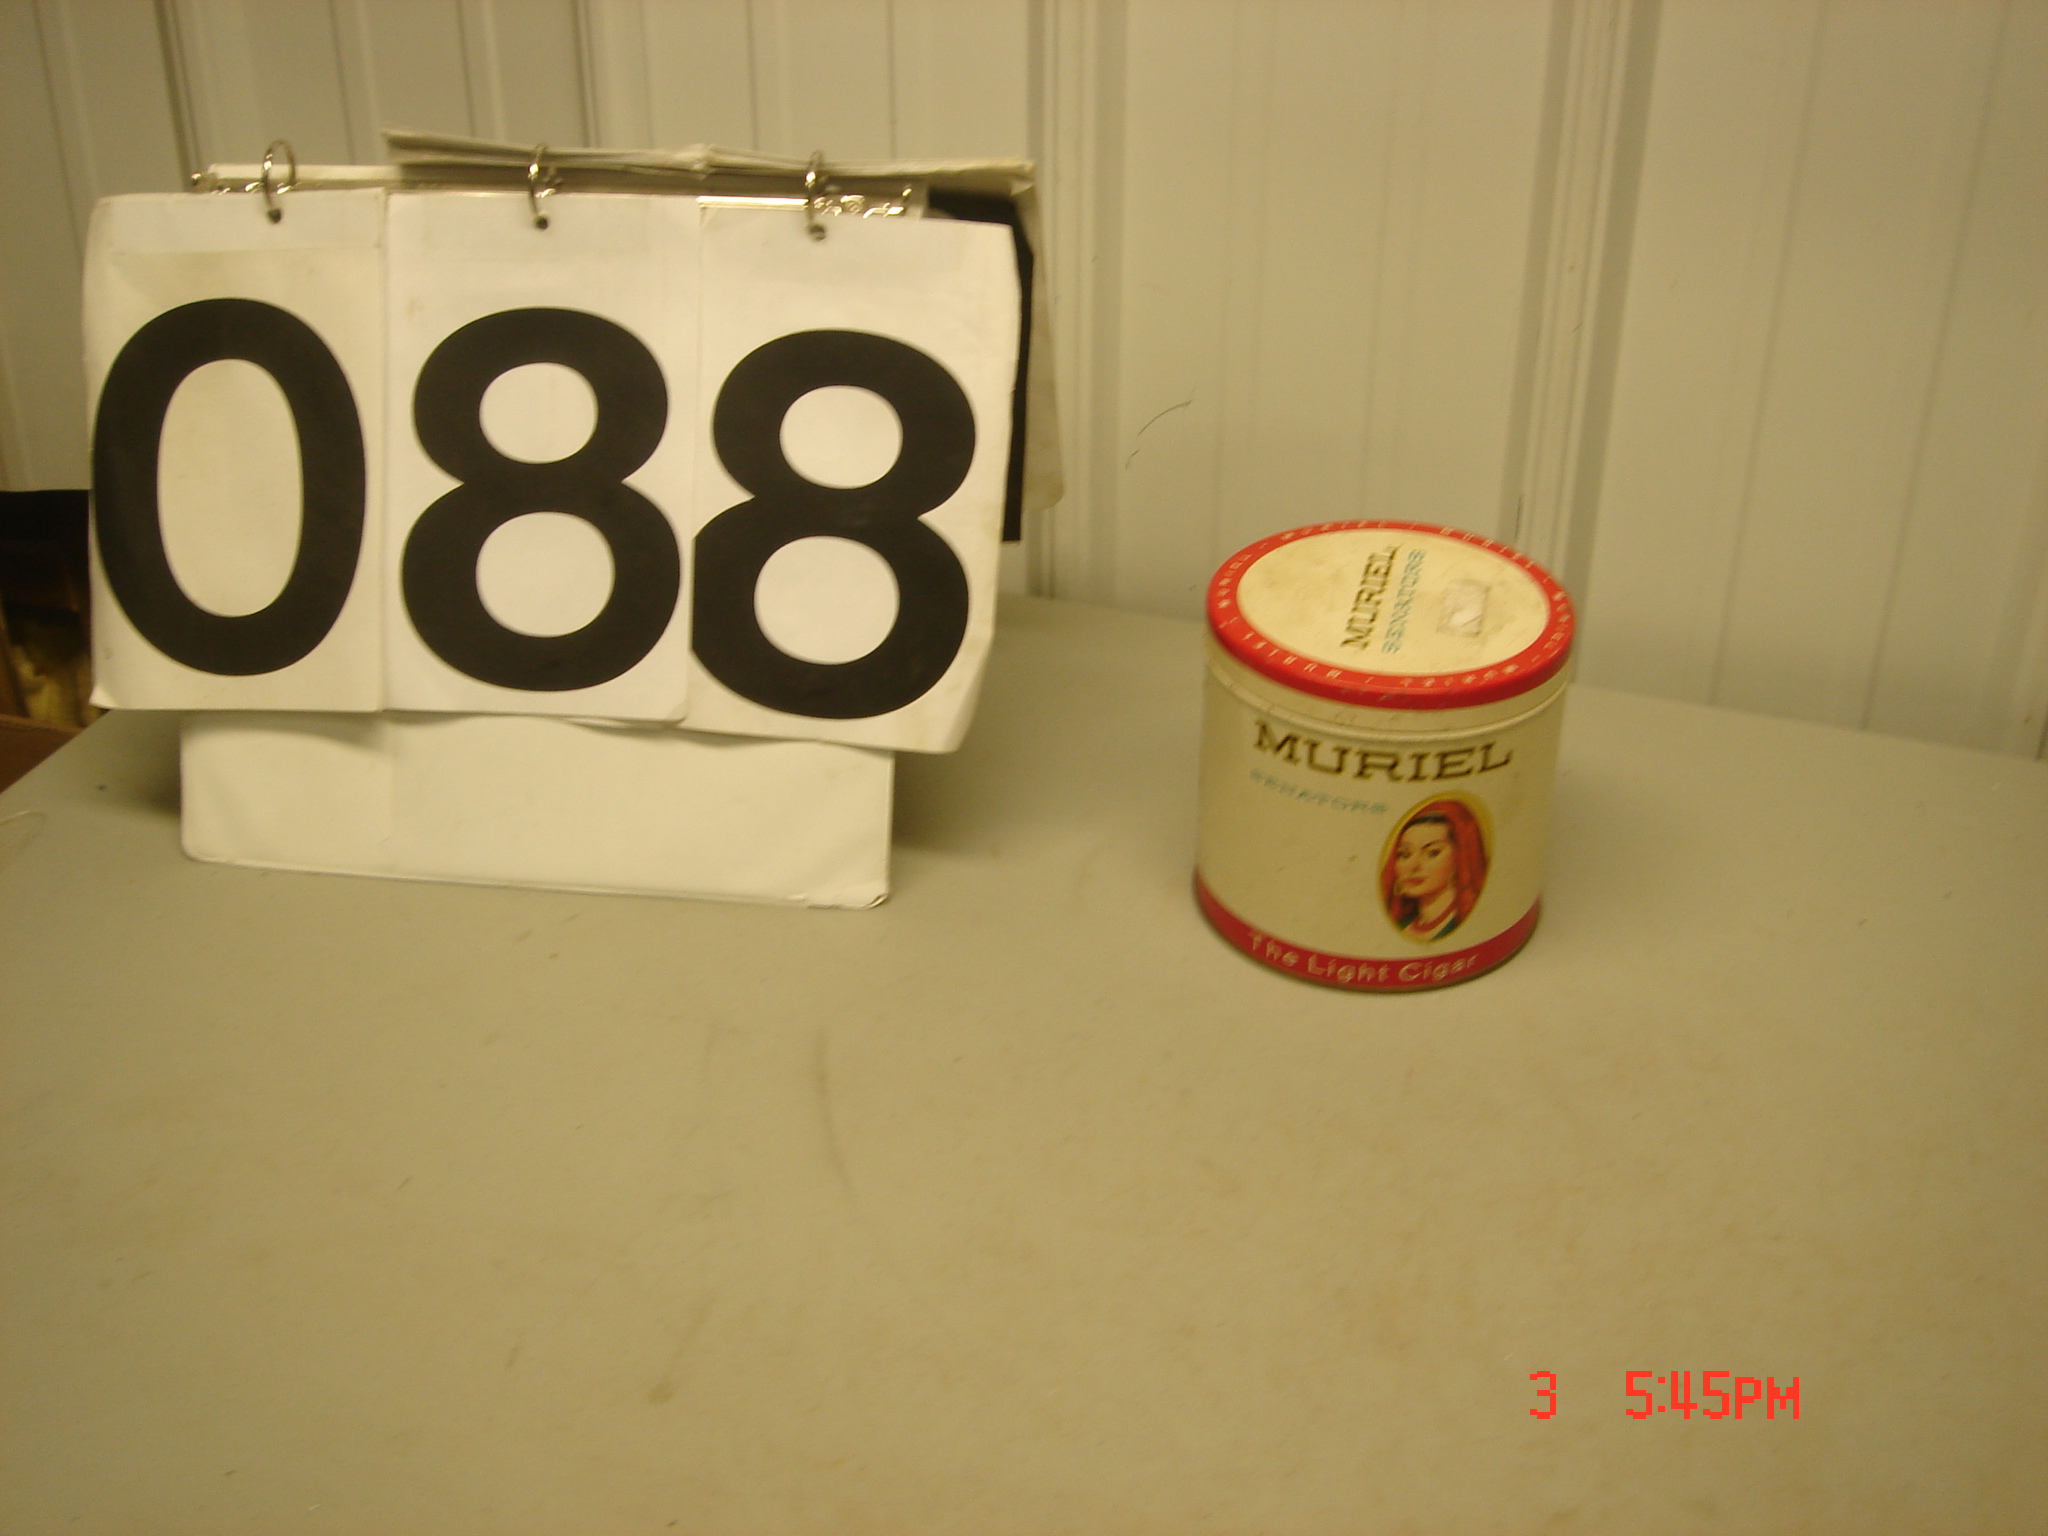 088
MURIEL
SENATORS
MURIEL
SENATORS
The Light Cigar
3 5:45PM